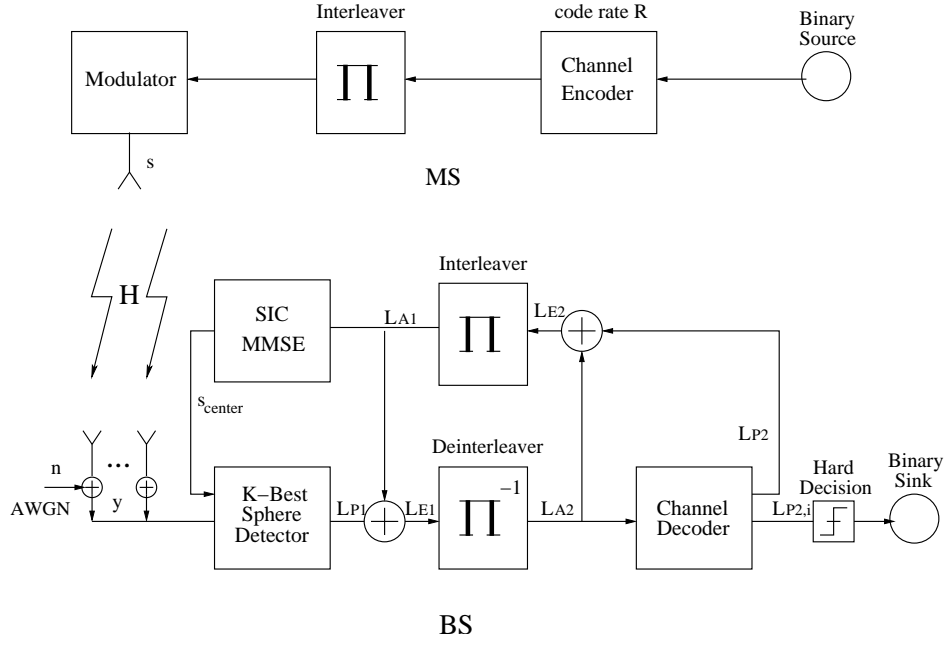 Interleaver
code rate R
Binary
Source
Modulator
∏
Channel
Encoder
s
MS
H
Interleaver
SIC
MMSE
LA1
∏
LE2
s_center
LP2
Deinterleaver
n
...
AWGN
y
K-Best
Sphere
Detector
LP1
LE1
∏ -1
LA2
Channel
Decoder
LP2,i
Hard
Decision
Binary
Sink
BS